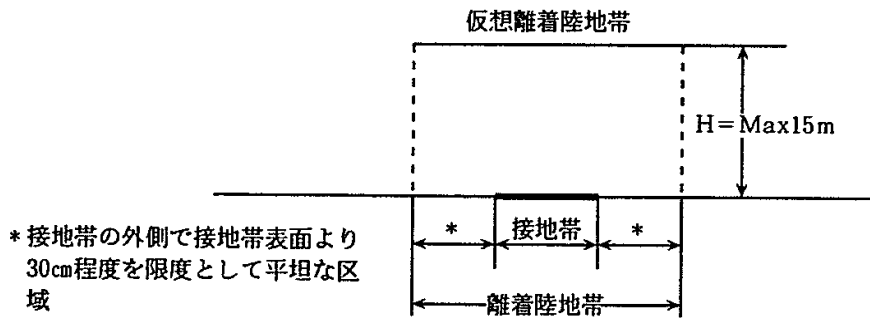 仮想離着陸地帯
H=Max15m
* 接地帯 *
*接地帯の外側で接地帯表面より
30㎝程度を限度として平坦な区
域
離着陸地帯